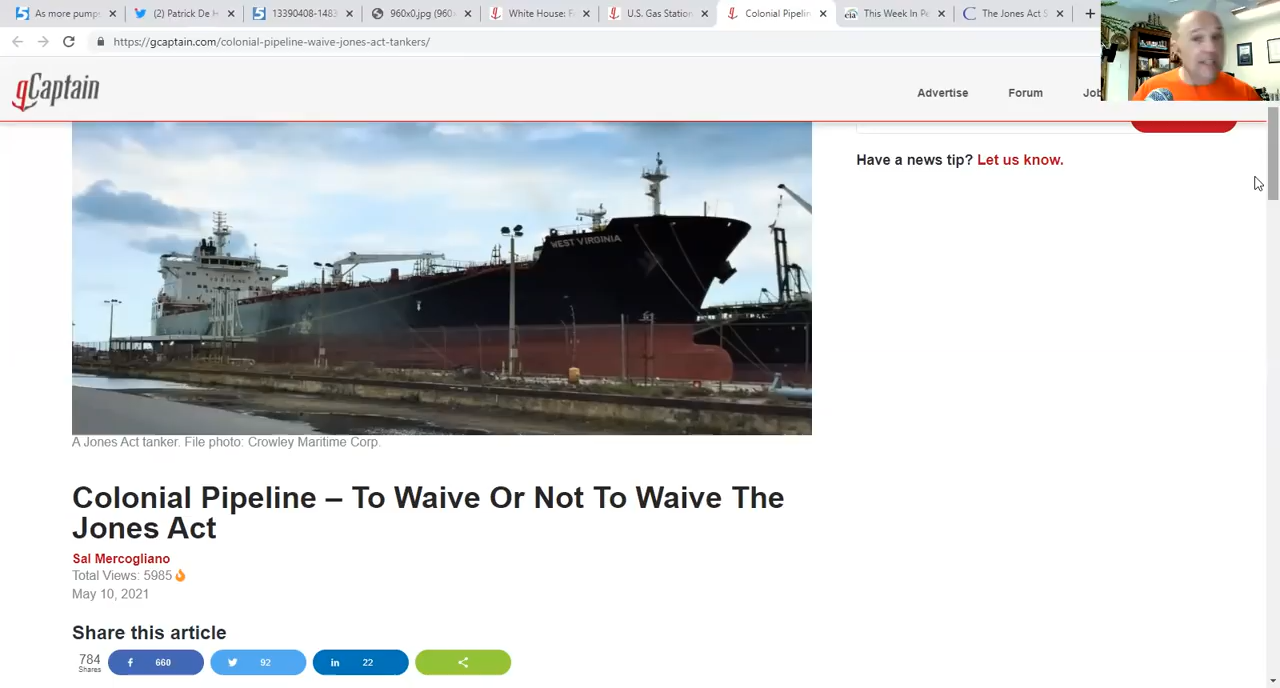 As more pump
(2) Patrick De H
13390408-1483
960x0.jpg (960×
White House: F
U.S. Gas Station
Colonial Pipelin
This Week In Pe
The Jones Act S
https://gcaptain.com/colonial-pipeline-waive-jones-act-tankers/
gCaptain
Advertise
Forum
Job
Have a news tip? Let us know.
WEST VIRGINIA
A Jones Act tanker. File photo: Crowley Maritime Corp.
Colonial Pipeline – To Waive Or Not To Waive The
Jones Act
Sal Mercogliano
Total Views: 5985
May 10, 2021
Share this article
784
Shares
660
92
22